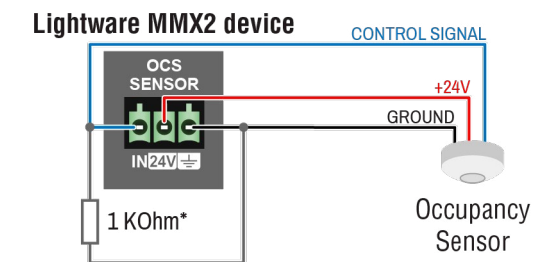 Lightware MMX2 device
CONTROL SIGNAL
OCS
SENSOR
+24V
GROUND
IN 24V
1 KOhm*
Occupancy
Sensor